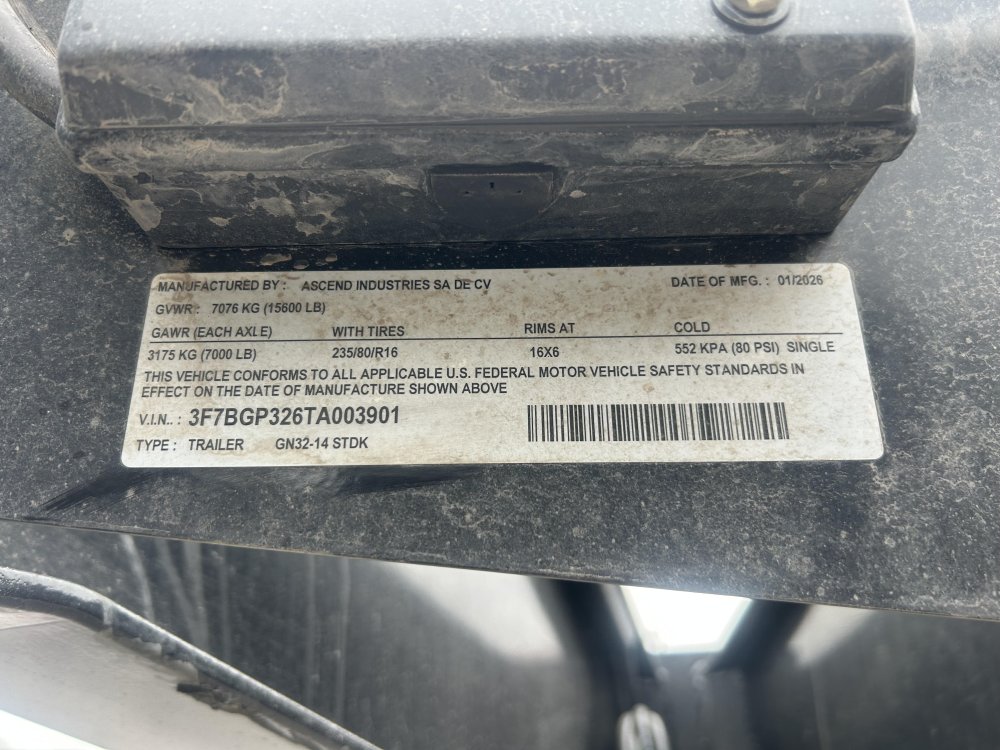 MANUFACTURED BY : ASCEND INDUSTRIES SA DE CV DATE OF MFG. : 01/2026
GVWR : 7076 KG (15600 LB)
GAWR (EACH AXLE) WITH TIRES RIMS AT COLD
3175 KG (7000 LB) 235/80/R16 16X6 552 KPA (80 PSI) SINGLE
THIS VEHICLE CONFORMS TO ALL APPLICABLE U.S. FEDERAL MOTOR VEHICLE SAFETY STANDARDS IN
EFFECT ON THE DATE OF MANUFACTURE SHOWN ABOVE
V.I.N.. : 3F7BGP326TA003901
TYPE : TRAILER GN32-14 STDK